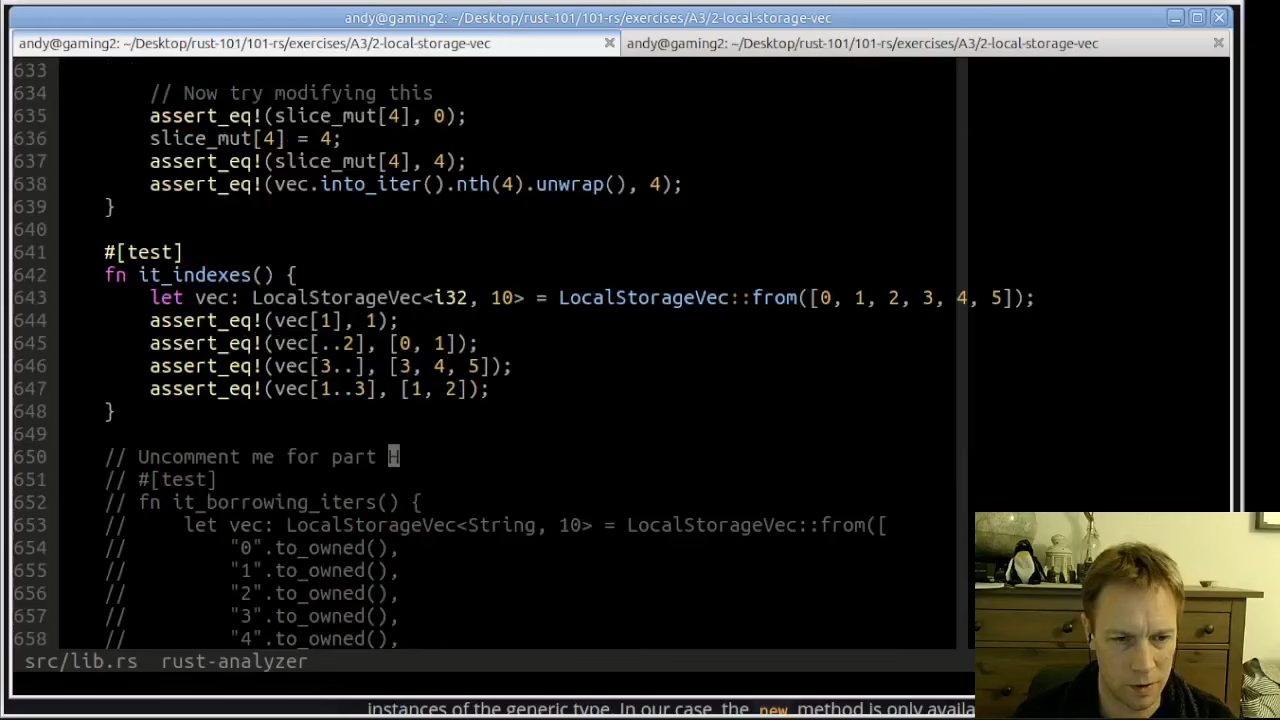 andy@gaming2: ~/Desktop/rust-101/101-rs/exercises/A3/2-local-storage-vec
andy@gaming2: ~/Desktop/rust-101/101-rs/exercises/A3/2-local-storage-vec
andy@gaming2: ~/Desktop/rust-101/101-rs/exercises/A3/2-local-storage-vec
633
634         // Now try modifying this
635         assert_eq!(slice_mut[4], 0);
636         slice_mut[4] = 4;
637         assert_eq!(slice_mut[4], 4);
638         assert_eq!(vec.into_iter().nth(4).unwrap(), 4);
639     }
640
641     #[test]
642     fn it_indexes() {
643         let vec: LocalStorageVec<i32, 10> = LocalStorageVec::from([0, 1, 2, 3, 4, 5]);
644         assert_eq!(vec[1], 1);
645         assert_eq!(vec[..2], [0, 1]);
646         assert_eq!(vec[3..], [3, 4, 5]);
647         assert_eq!(vec[1..3], [1, 2]);
648     }
649
650     // Uncomment me for part H
651     // #[test]
652     // fn it_borrowing_iters() {
653     //     let vec: LocalStorageVec<String, 10> = LocalStorageVec::from([
654     //         "0".to_owned(),
655     //         "1".to_owned(),
656     //         "2".to_owned(),
657     //         "3".to_owned(),
658     //         "4".to_owned(),
src/lib.rs  rust-analyzer
instances of the generic type. In our case, the new method is only